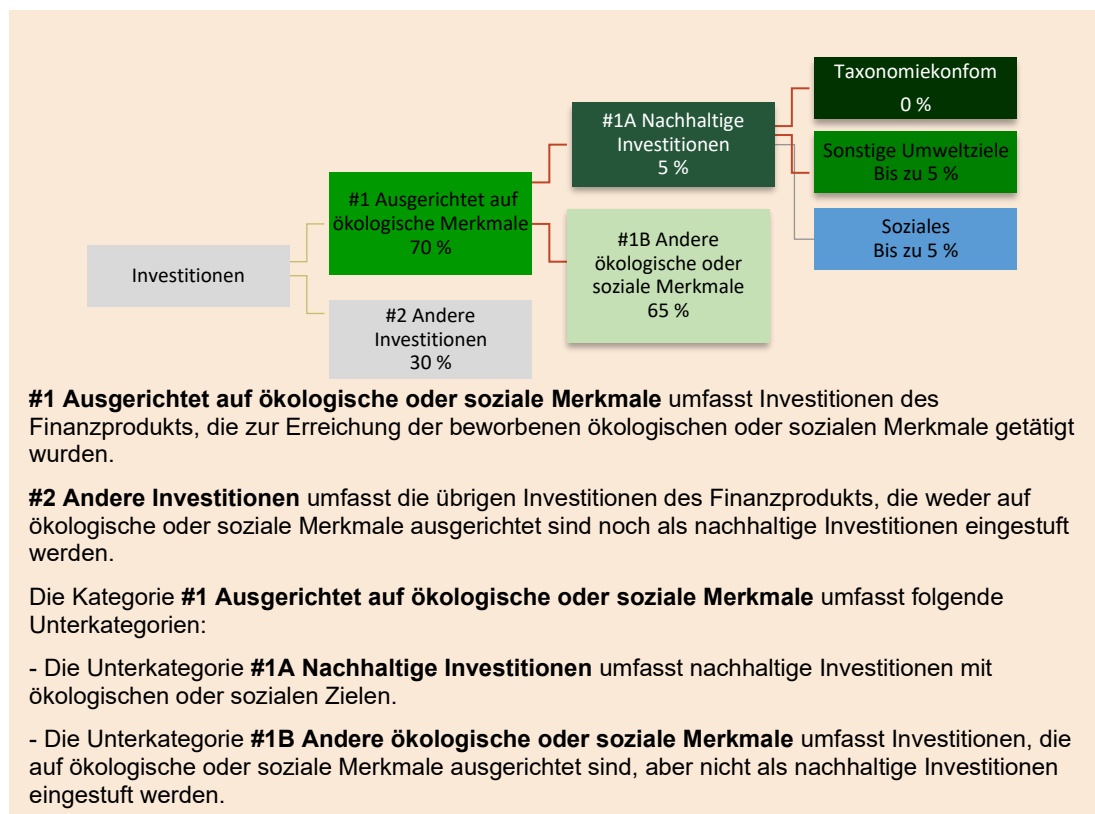 Taxonomiekonfom
0 %
#1A Nachhaltige
Investitionen
5 %
Sonstige Umweltziele
Bis zu 5 %
#1 Ausgerichtet auf
ökologische Merkmale
70 %
Soziales
Bis zu 5 %
#1B Andere
ökologische oder
soziale Merkmale
65 %
Investitionen
#2 Andere
Investitionen
30 %
#1 Ausgerichtet auf ökologische oder soziale Merkmale umfasst Investitionen des
Finanzprodukts, die zur Erreichung der beworbenen ökologischen oder sozialen Merkmale getätigt
wurden.
#2 Andere Investitionen umfasst die übrigen Investitionen des Finanzprodukts, die weder auf
ökologische oder soziale Merkmale ausgerichtet sind noch als nachhaltige Investitionen eingestuft
werden.
Die Kategorie #1 Ausgerichtet auf ökologische oder soziale Merkmale umfasst folgende
Unterkategorien:
- Die Unterkategorie #1A Nachhaltige Investitionen umfasst nachhaltige Investitionen mit
ökologischen oder sozialen Zielen.
- Die Unterkategorie #1B Andere ökologische oder soziale Merkmale umfasst Investitionen, die
auf ökologische oder soziale Merkmale ausgerichtet sind, aber nicht als nachhaltige Investitionen
eingestuft werden.